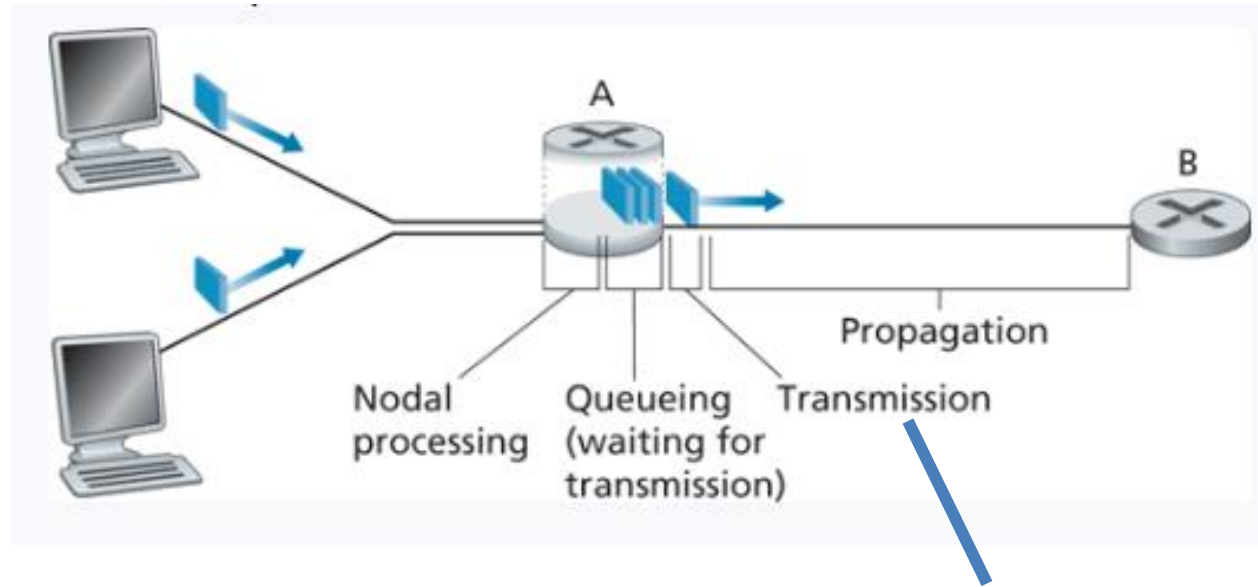 A
B
Propagation
Nodal
processing
Queueing
(waiting for
transmission)
Transmission